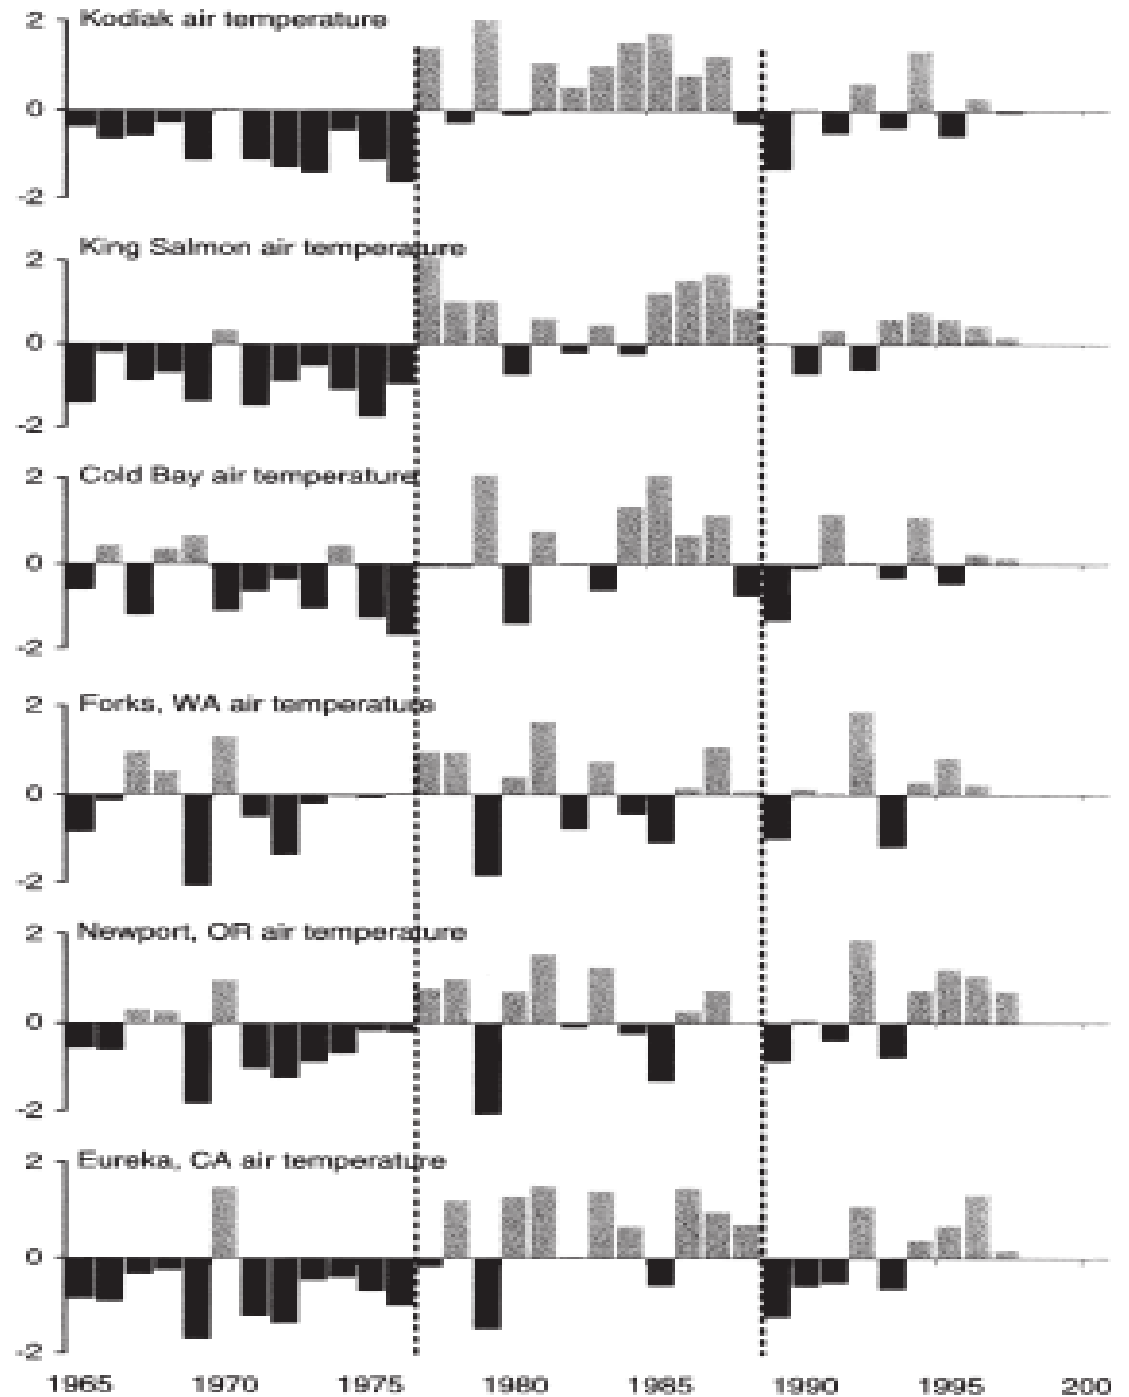 2 Kodiak air temperature
0
-2
King Salmon air temperature
2
0
-2
2 Cold Bay air temperature
0
-2
2 Forks, WA air temperature
0
-2
2 Newport, OR air temperature
0
-2
2 Eureka, CA air temperature
0
-2
1965 1970 1975 1980 1985 1990 1995 200